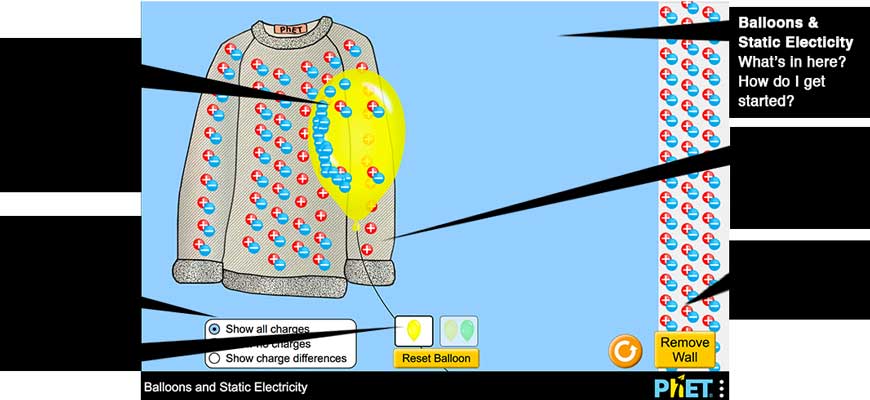 PhET
Balloons &
Static Electicity
What's in here?
How do I get
started?
Show all charges
no charges
Show charge differences
Reset Balloon
Remove
Wall
Balloons and Static Electricity
PhET